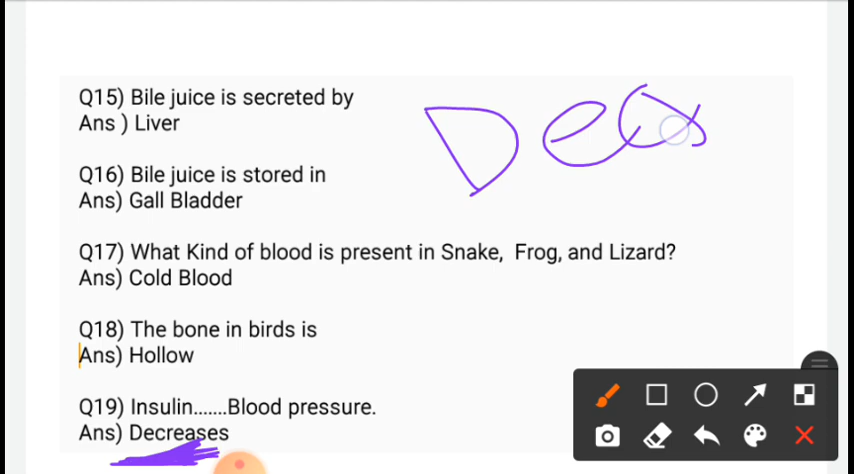 Q15) Bile juice is secreted by
Ans ) Liver
Q16) Bile juice is stored in
Ans) Gall Bladder
Q17) What Kind of blood is present in Snake, Frog, and Lizard?
Ans) Cold Blood
Q18) The bone in birds is
Ans) Hollow
Q19) Insulin.......Blood pressure.
Ans) Decreases